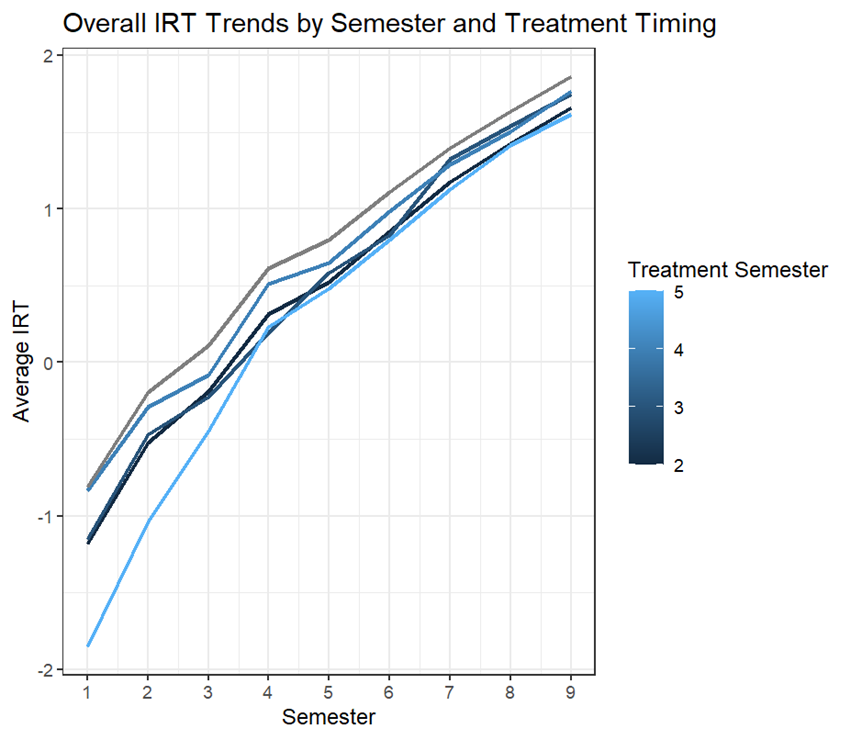 Overall IRT Trends by Semester and Treatment Timing
2
1
0
-1
-2
Average IRT
1 2 3 4 5 6 7 8 9
Semester
Treatment Semester
5
4
3
2